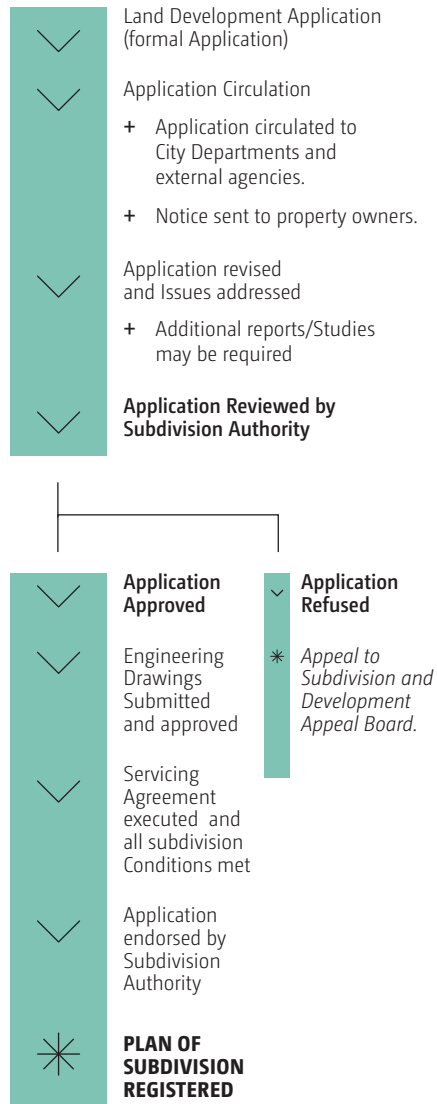 Land Development Application
(formal Application)
Application Circulation
+ Application circulated to
City Departments and
external agencies.
+ Notice sent to property owners.
Application revised
and Issues addressed
+ Additional reports/Studies
may be required
Application Reviewed by
Subdivision Authority
Application
Approved
Engineering
Drawings
Submitted
and approved
Servicing
Agreement
executed and
all subdivision
Conditions met
Application
endorsed by
Subdivision
Authority
PLAN OF
SUBDIVISION
REGISTERED
Application
Refused
Appeal to
Subdivision and
Development
Appeal Board.